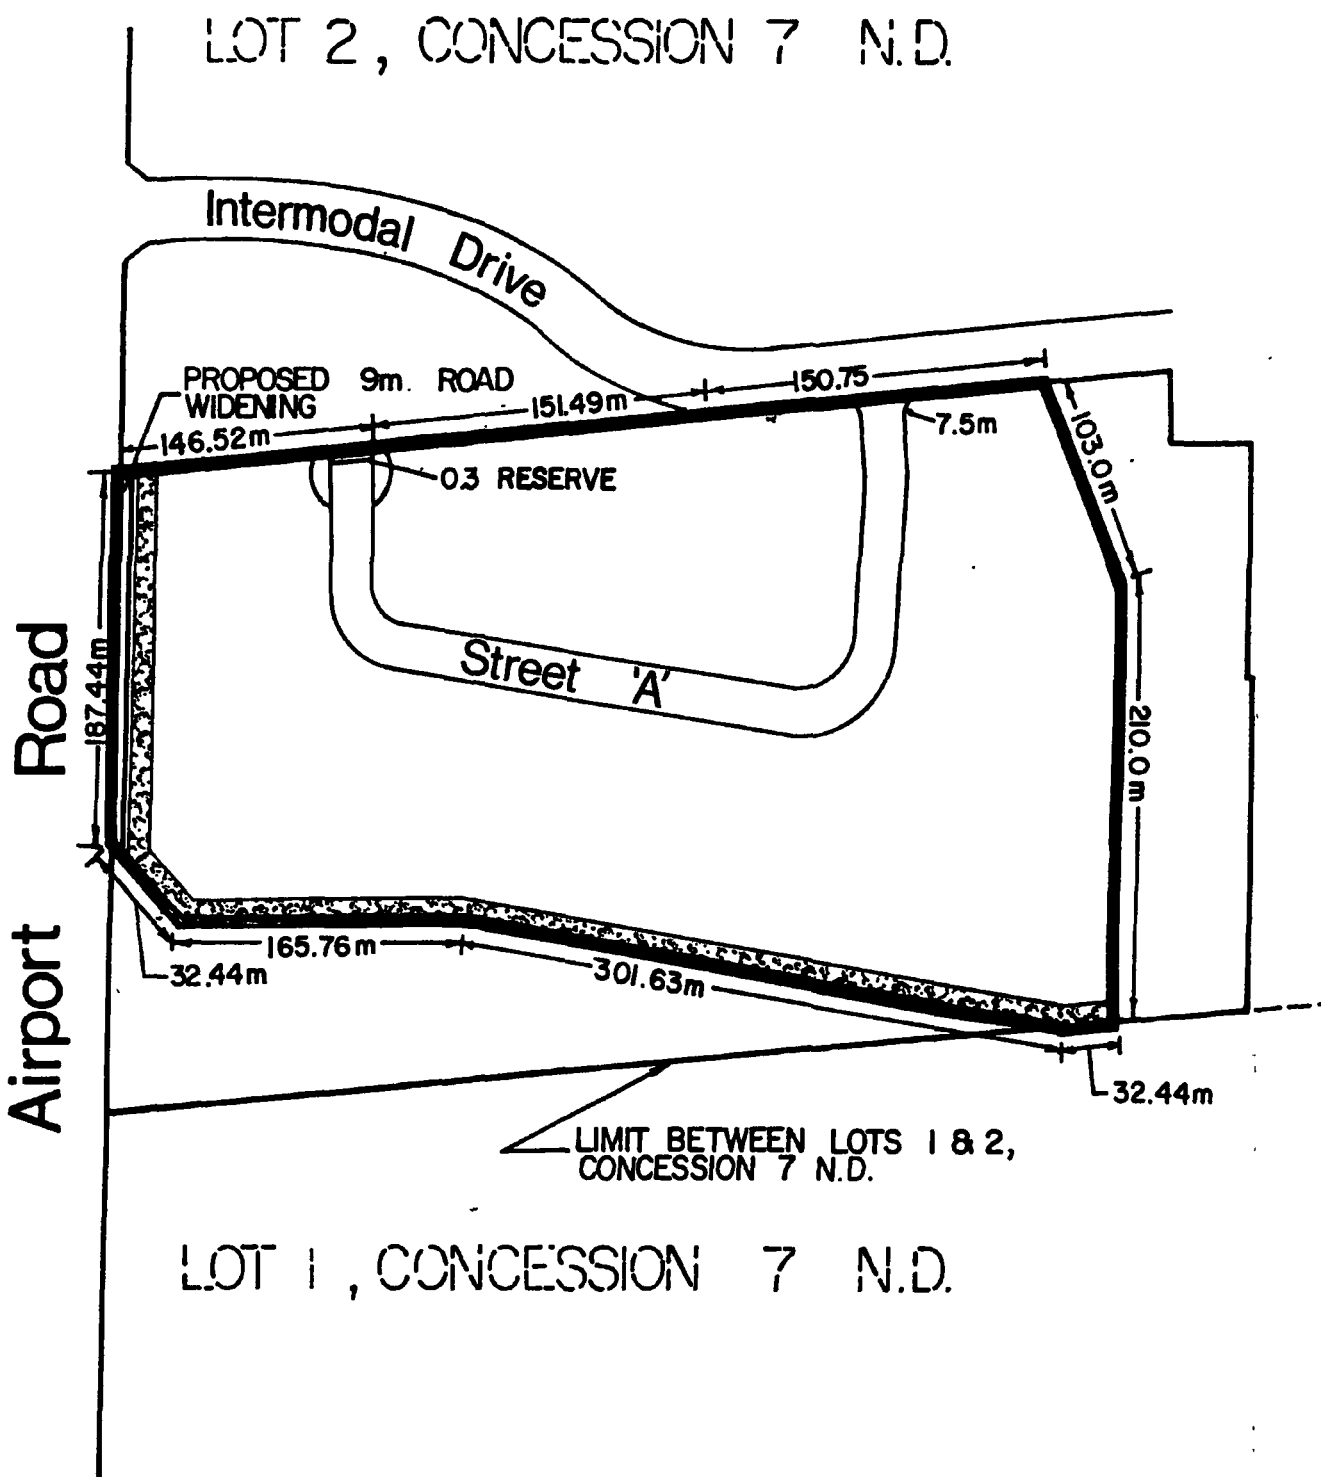 LOT 2, CONCESSION 7 N.D.
Intermodal Drive
PROPOSED 9m. ROAD
WIDENING
146.52m
151.49m
150.75
7.5m
103.0m
0.3 RESERVE
Airport Road
187.44m
Street 'A'
210.0m
165.76m
32.44m
301.63m
32.44m
LIMIT BETWEEN LOTS 1 & 2,
CONCESSION 7 N.D.
LOT 1, CONCESSION 7 N.D.